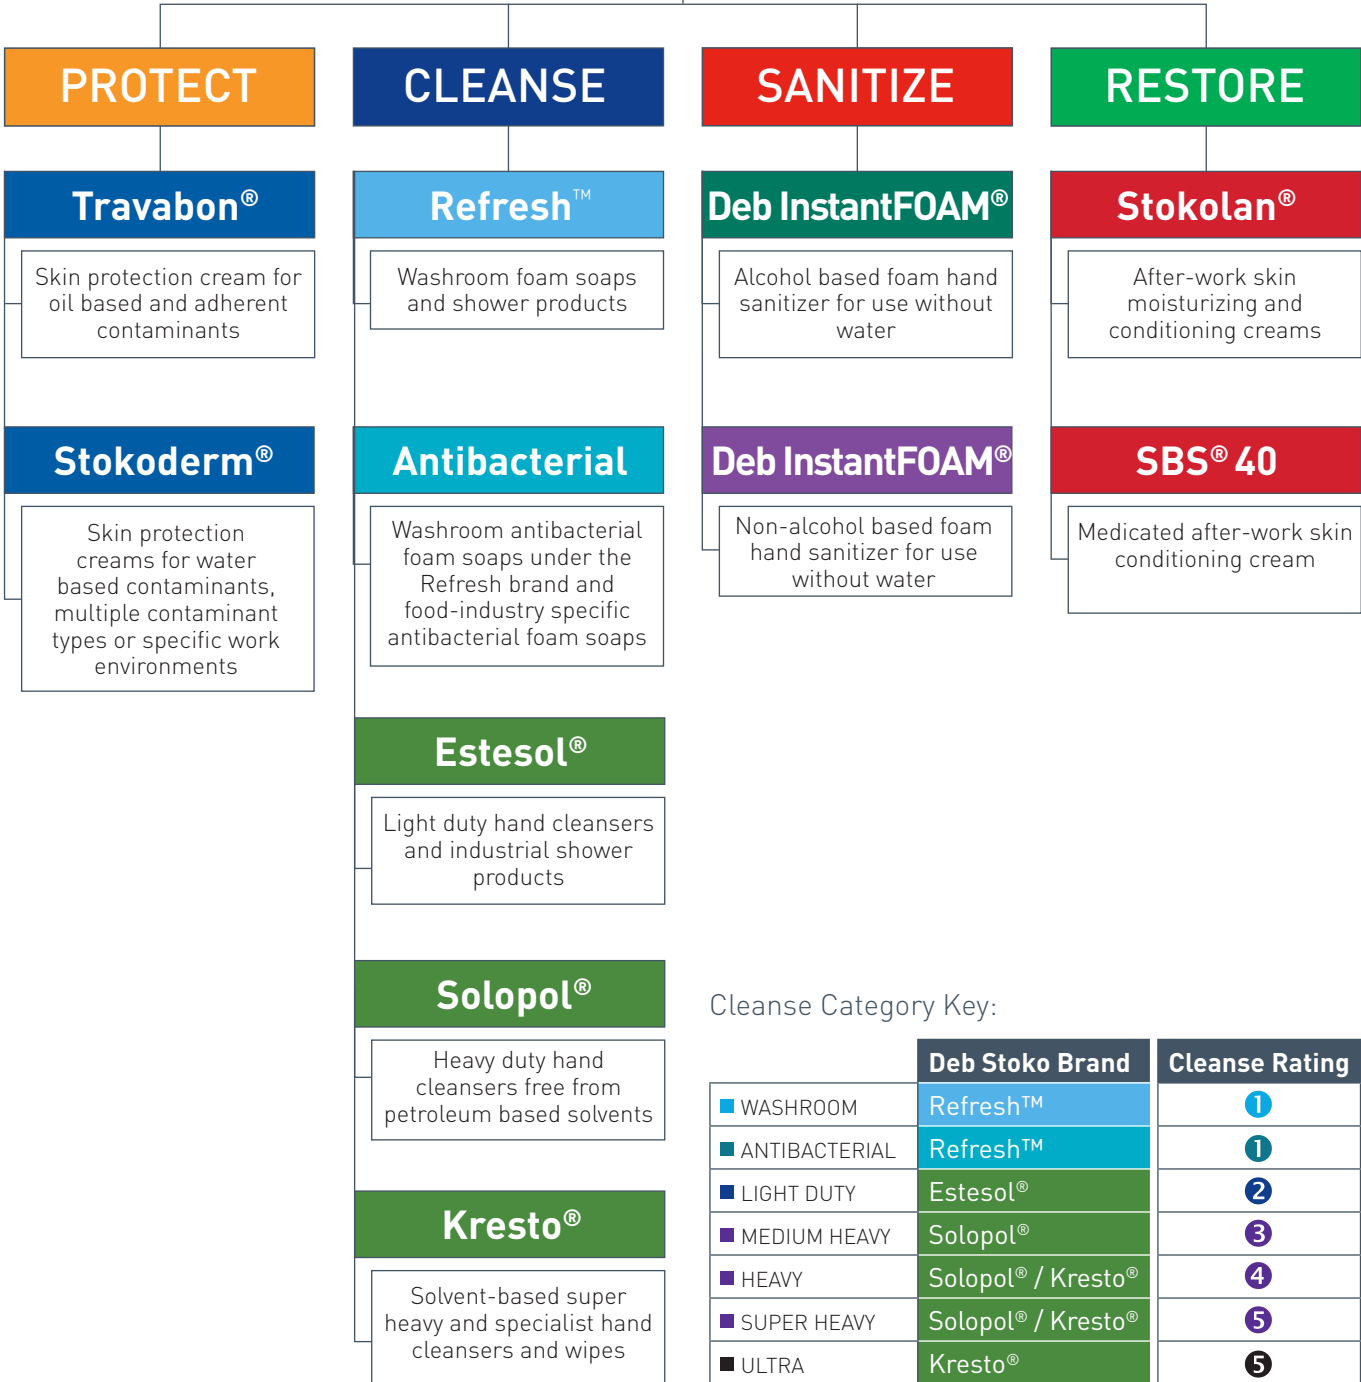 PROTECT
Travabon®
Skin protection cream for
oil based and adherent
contaminants
Stokoderm®
Skin protection
creams for water
based contaminants,
multiple contaminant
types or specific work
environments
CLEANSE
Refresh™
Washroom foam soaps
and shower products
Antibacterial
Washroom antibacterial
foam soaps under the
Refresh brand and
food-industry specific
antibacterial foam soaps
Estesol®
Light duty hand cleansers
and industrial shower
products
Solopol®
Heavy duty hand
cleansers free from
petroleum based solvents
Kresto®
Solvent-based super
heavy and specialist hand
cleansers and wipes
SANITIZE
Deb InstantFOAM®
Alcohol based foam hand
sanitizer for use without
water
Deb InstantFOAM®
Non-alcohol based foam
hand sanitizer for use
without water
RESTORE
Stokolan®
After-work skin
moisturizing and
conditioning creams
SBS® 40
Medicated after-work skin
conditioning cream
Cleanse Category Key:
Deb Stoko Brand Cleanse Rating
WASHROOM Refresh™ 1
ANTIBACTERIAL Refresh™ 1
LIGHT DUTY Estesol® 2
MEDIUM HEAVY Solopol® 3
HEAVY Solopol® / Kresto® 4
SUPER HEAVY Solopol® / Kresto® 5
ULTRA Kresto® 5